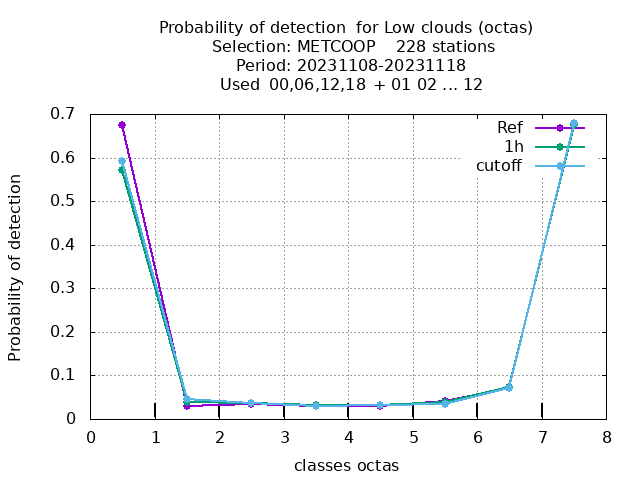 Probability of detection  for Low clouds (octas)
Selection: METCOOP    228 stations
Period: 20231108-20231118
Used  00,06,12,18  + 01 02 ... 12
Probability of detection
0.7
0.6
0.5
0.4
0.3
0.2
0.1
0
Ref
1h
cutoff
0 1 2 3 4 5 6 7 8
classes octas